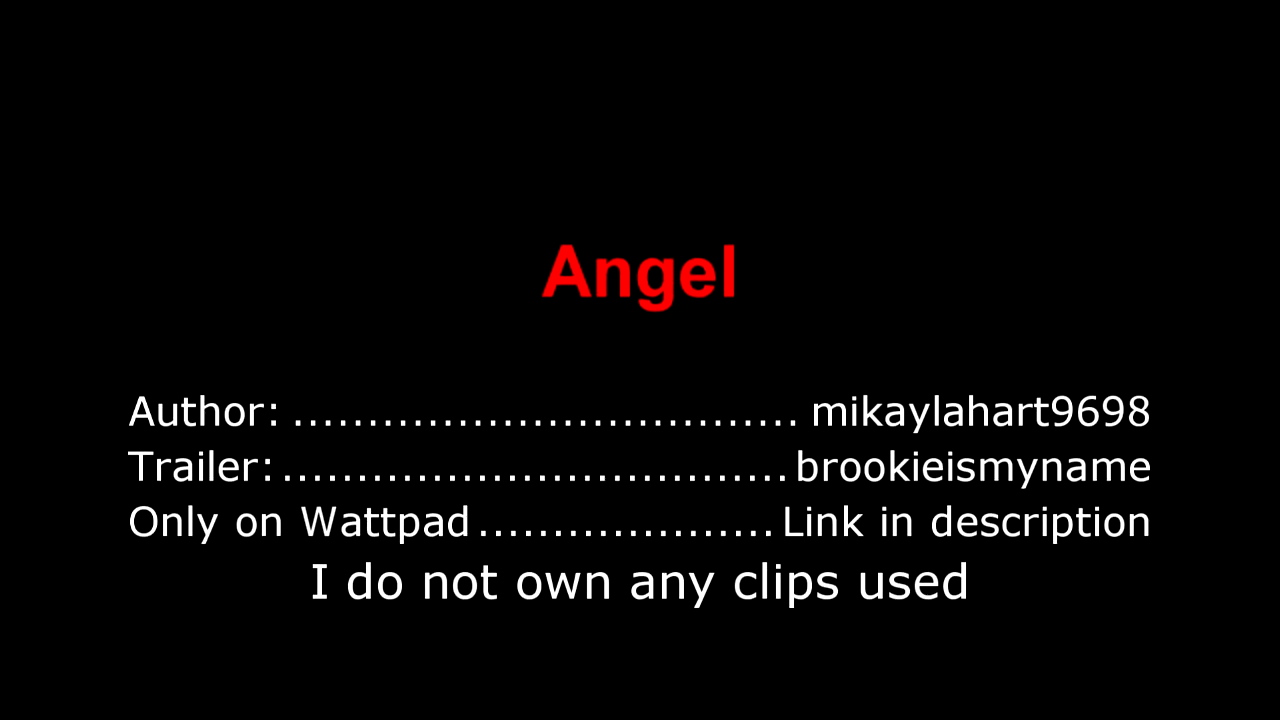 Angel
Author: .................................. mikaylahart9698
Trailer: .................................. brookieismyname
Only on Wattpad .................... Link in description
I do not own any clips used